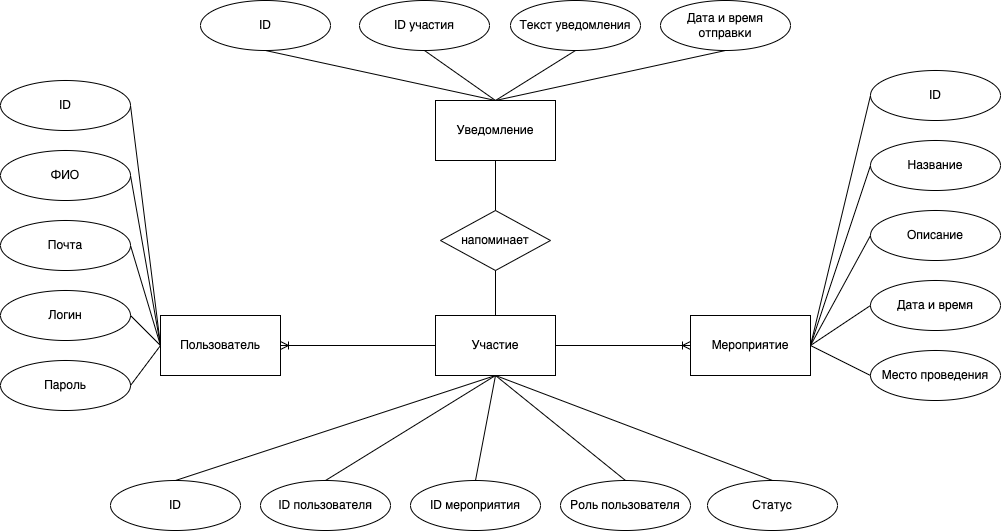 ID
ID участия
Текст уведомления
Дата и время
отправки
Уведомление
напоминает
ID
ФИО
Почта
Логин
Пароль
Пользователь
Участие
Мероприятие
ID
Название
Описание
Дата и время
Место проведения
ID
ID пользователя
ID мероприятия
Роль пользователя
Статус